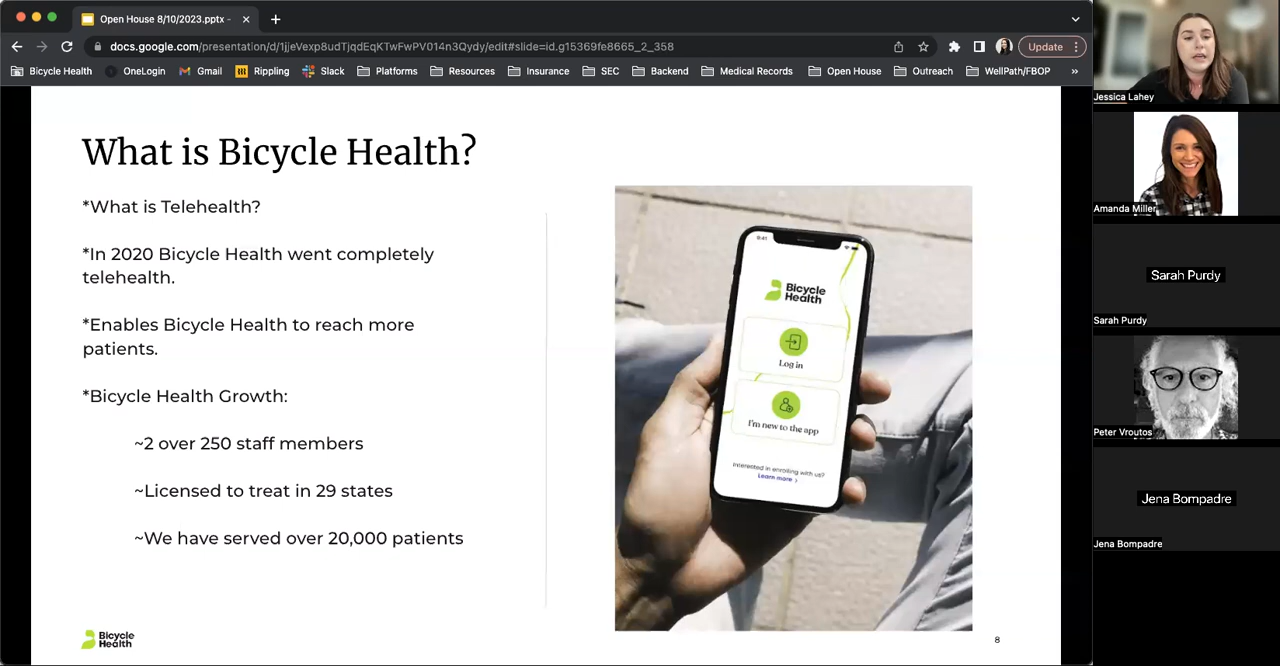 Open House 8/10/2023.pptx -
docs.google.com/presentation/d/1jjeVexp8udTjqdEqKTwFwPV014n3Qydy/edit#slide=id.g15369fe8665_2_358
Update
Bicycle Health
OneLogin
Gmail
Rippling
Slack
Platforms
Resources
Insurance
SEC
Backend
Medical Records
Open House
Outreach
WellPath/FBOP
»
What is Bicycle Health?
*What is Telehealth?
*In 2020 Bicycle Health went completely
telehealth.
*Enables Bicycle Health to reach more
patients.
*Bicycle Health Growth:
~2 over 250 staff members
~Licensed to treat in 29 states
~We have served over 20,000 patients
9:41
Bicycle
Health
Log in
I'm new to the app
Interested in enrolling with us?
Learn more >
Bicycle
Health
8
Jessica Lahey
Amanda Miller
Sarah Purdy
Sarah Purdy
Peter Vroutos
Jena Bompadre
Jena Bompadre